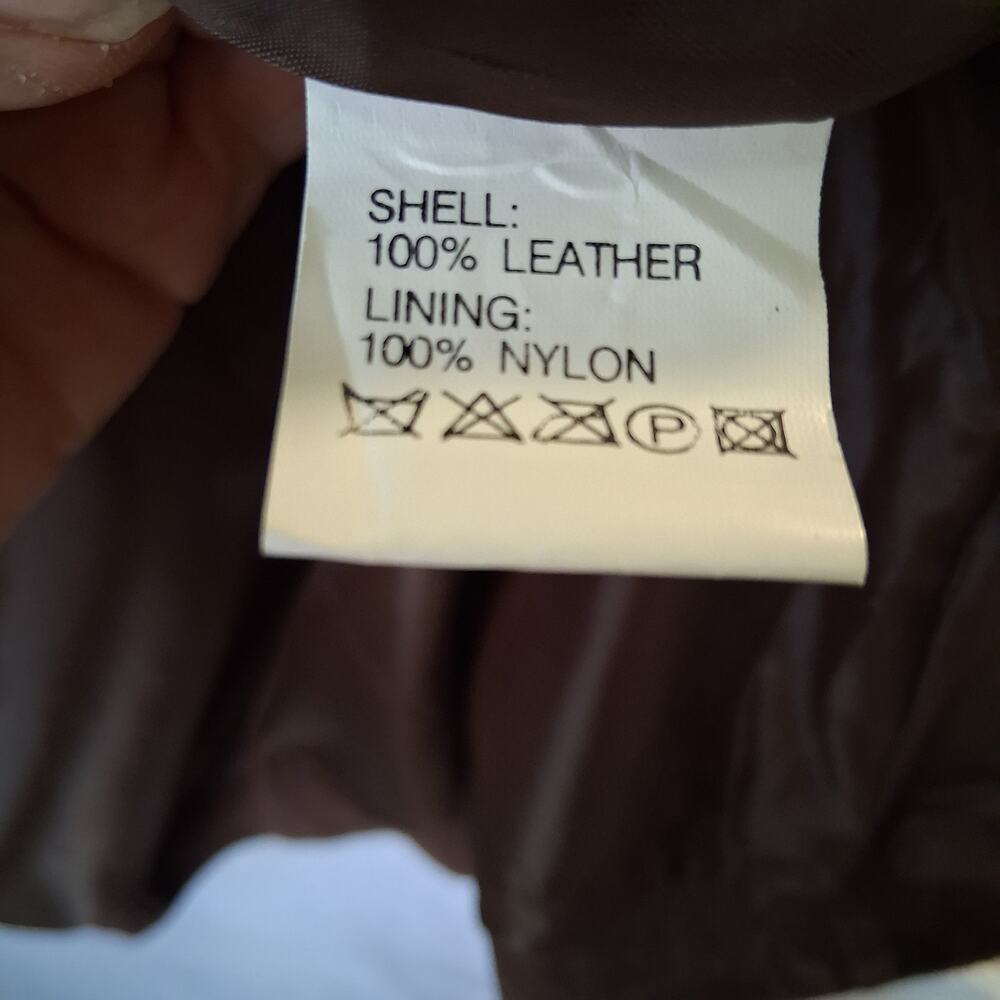 SHELL:
100% LEATHER
LINING:
100% NYLON
P